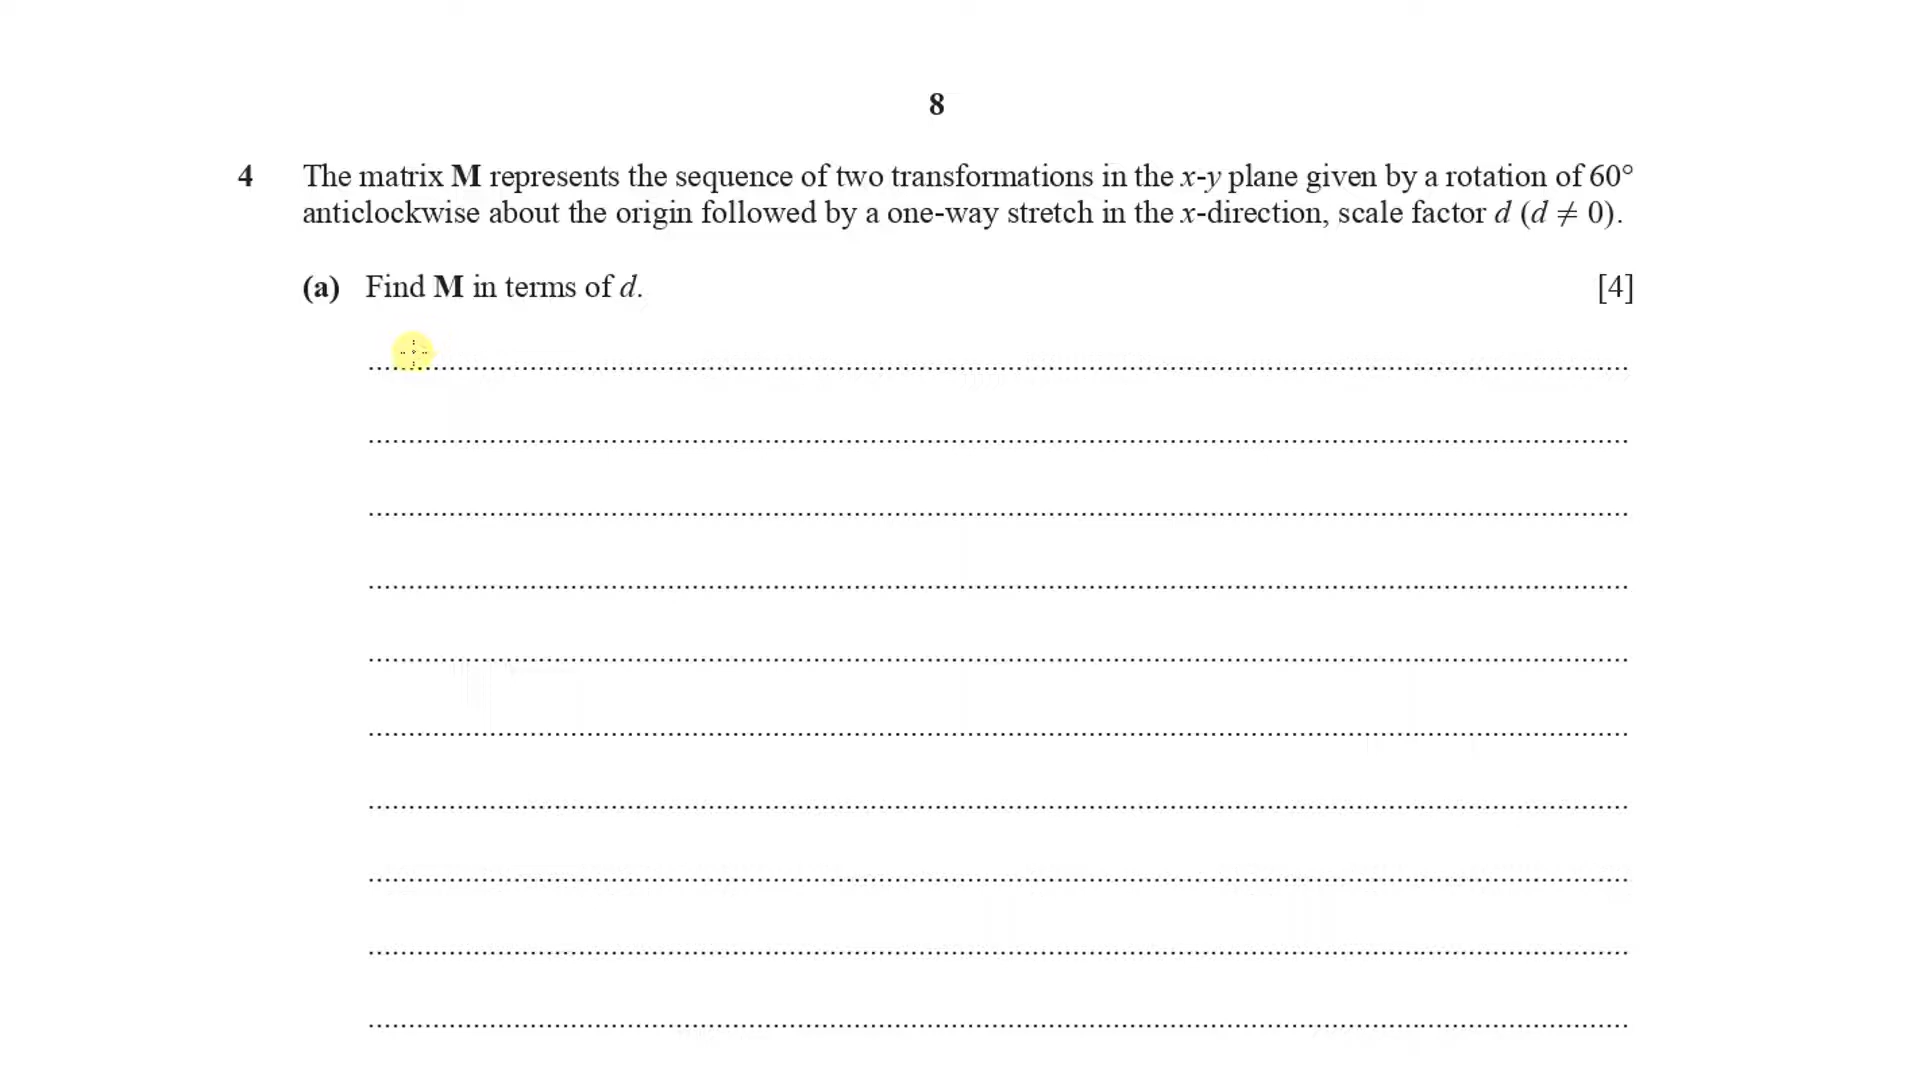 8
4 The matrix M represents the sequence of two transformations in the x-y plane given by a rotation of 60°
anticlockwise about the origin followed by a one-way stretch in the x-direction, scale factor d (d ≠ 0).
(a) Find M in terms of d. [4]